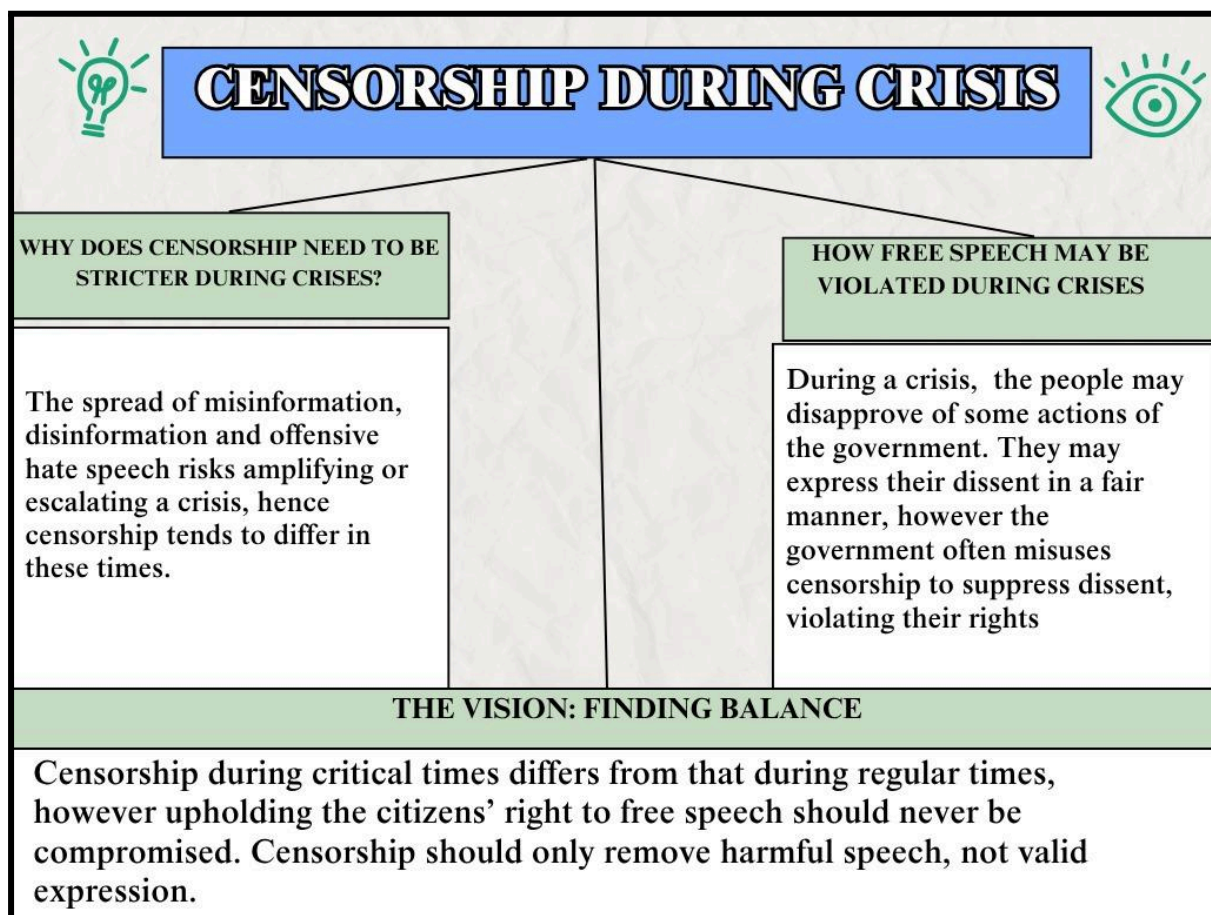 CENSORSHIP DURING CRISIS
WHY DOES CENSORSHIP NEED TO BE
STRICTER DURING CRISES?
The spread of misinformation,
disinformation and offensive
hate speech risks amplifying or
escalating a crisis, hence
censorship tends to differ in
these times.
HOW FREE SPEECH MAY BE
VIOLATED DURING CRISES
During a crisis,  the people may
disapprove of some actions of
the government. They may
express their dissent in a fair
manner, however the
government often misuses
censorship to suppress dissent,
violating their rights
THE VISION: FINDING BALANCE
Censorship during critical times differs from that during regular times,
however upholding the citizens’ right to free speech should never be
compromised. Censorship should only remove harmful speech, not valid
expression.